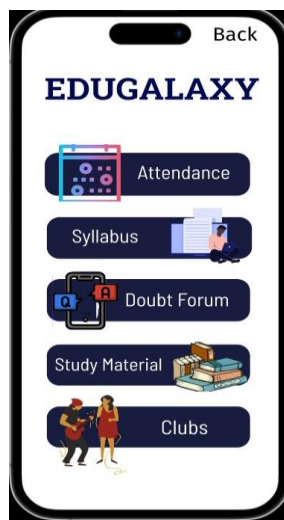 Back
EDUGALAXY
Attendance
Syllabus
Q A
Doubt Forum
Study Material
Clubs